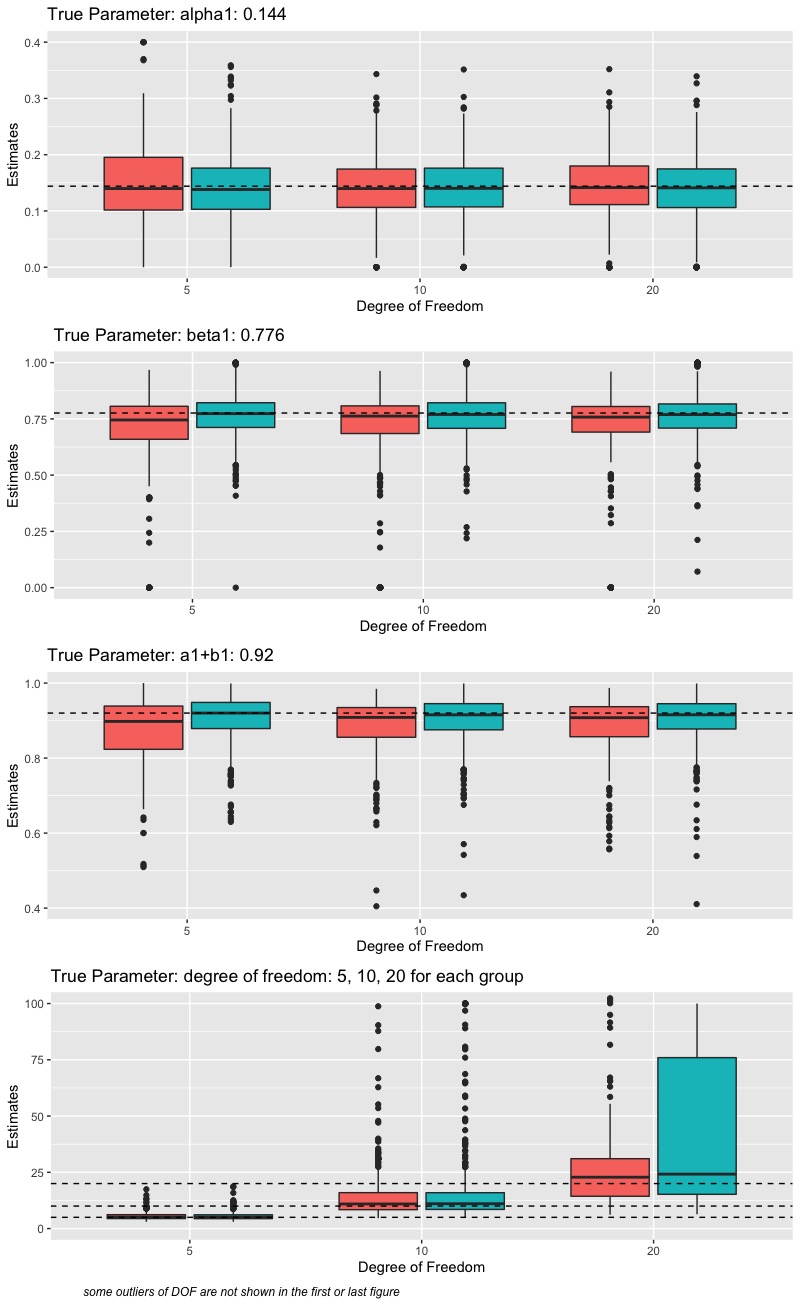 True Parameter: alpha1: 0.144
0.4
0.3
0.2
0.1
0.0
Estimates
5 10 20
Degree of Freedom
True Parameter: beta1: 0.776
1.00
0.75
0.50
0.25
0.00
Estimates
5 10 20
Degree of Freedom
True Parameter: a1+b1: 0.92
1.0
0.8
0.6
0.4
Estimates
5 10 20
Degree of Freedom
True Parameter: degree of freedom: 5, 10, 20 for each group
100
75
50
25
0
Estimates
5 10 20
Degree of Freedom
some outliers of DOF are not shown in the first or last figure